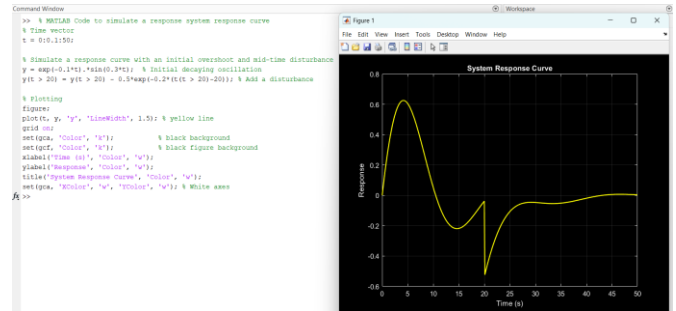 Command Window
Workspace
>> % MATLAB Code to simulate a response system response curve
% Time vector
t = 0:0.1:50;
% Simulate a response curve with an initial overshoot and mid-time disturbance
y = exp(-0.1*t).*sin(0.3*t); % Initial decaying oscillation
y(t > 20) = y(t > 20) - 0.5*exp(-0.2*(t(t > 20)-20)); % Add a disturbance
% Plotting
figure;
plot(t, y, 'y', 'LineWidth', 1.5); % yellow line
grid on;
set(gca, 'Color', 'k'); % black background
set(gcf, 'Color', 'k'); % black figure background
xlabel('Time (s)', 'Color', 'w');
ylabel('Response', 'Color', 'w');
title('System Response Curve', 'Color', 'w');
set(gca, 'XColor', 'w', 'YColor', 'w'); % White axes
fx >>
Figure 1
File Edit View Insert Tools Desktop Window Help
System Response Curve
0.8
0.6
0.4
0.2
0
-0.2
-0.4
-0.6
Response
0 5 10 15 20 25 30 35 40 45 50
Time (s)